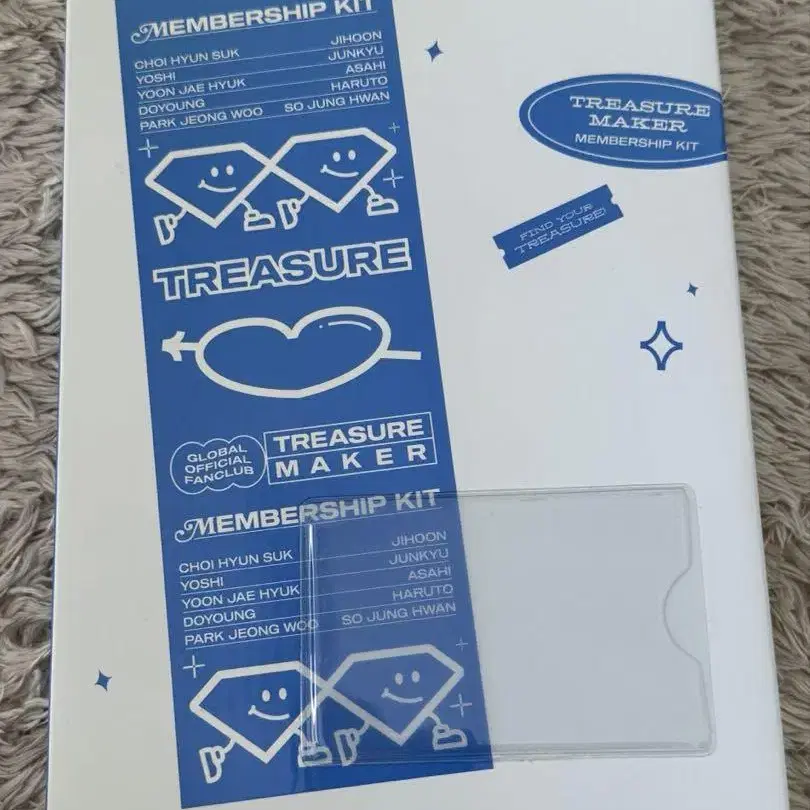 MEMBERSHIP KIT
CHOI HYUN SUK JIHOON
YOSHI JUNKYU
YOON JAE HYUK ASAHI
DOYOUNG HARUTO
PARK JEONG WOO SO JUNG HWAN
TREASURE
GLOBAL
OFFICIAL
FANCLUB
TREASURE
MAKER
MEMBERSHIP KIT
CHOI HYUN SUK JIHOON
YOSHI JUNKYU
YOON JAE HYUK ASAHI
DOYOUNG HARUTO
PARK JEONG WOO SO JUNG HWAN
TREASURE
MAKER
MEMBERSHIP KIT
FIND YOUR
TREASURE!